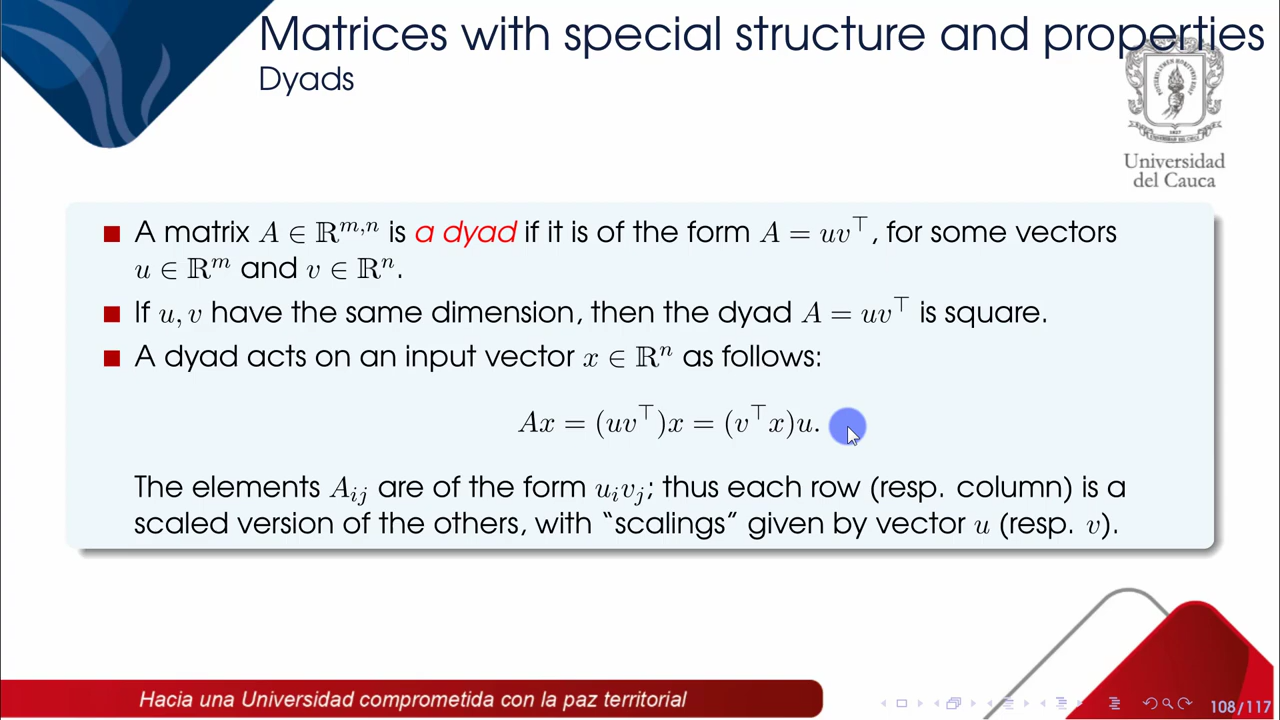 Matrices with special structure and properties
Dyads
Universidad
del Cauca
A matrix A ∈ ℝ^{m,n} is a dyad if it is of the form A = uv^⊤, for some vectors
u ∈ ℝ^m and v ∈ ℝ^n.
If u, v have the same dimension, then the dyad A = uv^⊤ is square.
A dyad acts on an input vector x ∈ ℝ^n as follows:
Ax = (uv^⊤)x = (v^⊤x)u.
The elements A_{ij} are of the form u_i v_j; thus each row (resp. column) is a
scaled version of the others, with “scalings” given by vector u (resp. v).
Hacia una Universidad comprometida con la paz territorial
108/117